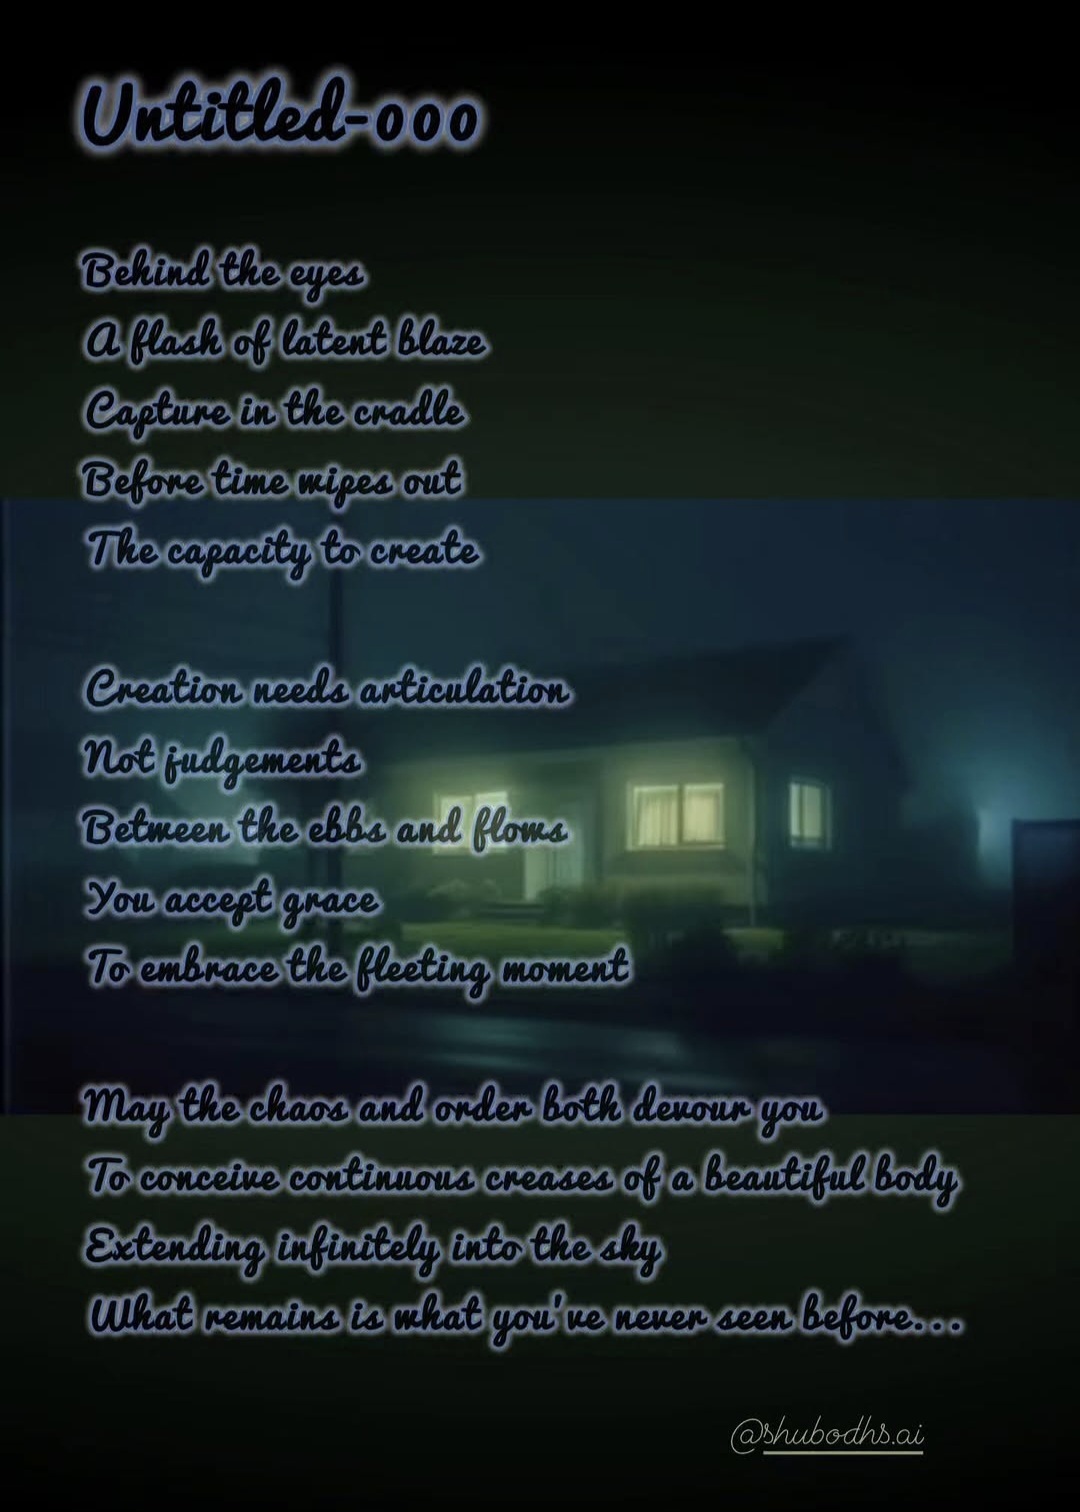 Untitled-000
Behind the eyes
A flash of latent blaze
Capture in the cradle
Before time wipes out
The capacity to create
Creation needs articulation
Not judgements
Between the ebbs and flows
You accept grace
To embrace the fleeting moment
May the chaos and order both devour you
To conceive continuous creases of a beautiful body
Extending infinitely into the sky
What remains is what you've never seen before...
@shubodhs.ai